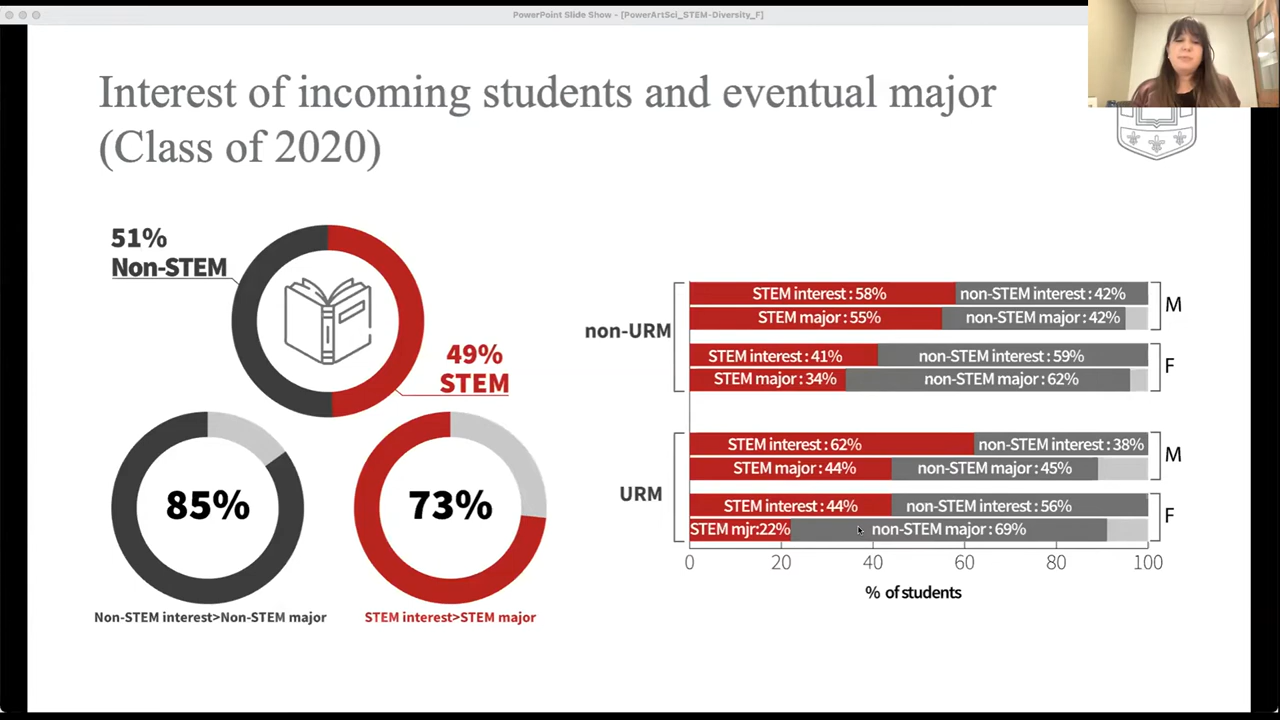 PowerPoint Slide Show - [PowerArtSci_STEM-Diversity_F]
Interest of incoming students and eventual major
(Class of 2020)
51%
Non-STEM
49%
STEM
85%
Non-STEM interest>Non-STEM major
73%
STEM interest>STEM major
non-URM
STEM interest : 58% non-STEM interest : 42%
STEM major : 55% non-STEM major : 42%
M
STEM interest : 41% non-STEM interest : 59%
STEM major : 34% non-STEM major : 62%
F
URM
STEM interest : 62% non-STEM interest : 38%
STEM major : 44% non-STEM major : 45%
M
STEM interest : 44% non-STEM interest : 56%
STEM mjr:22% non-STEM major : 69%
F
0 20 40 60 80 100
% of students